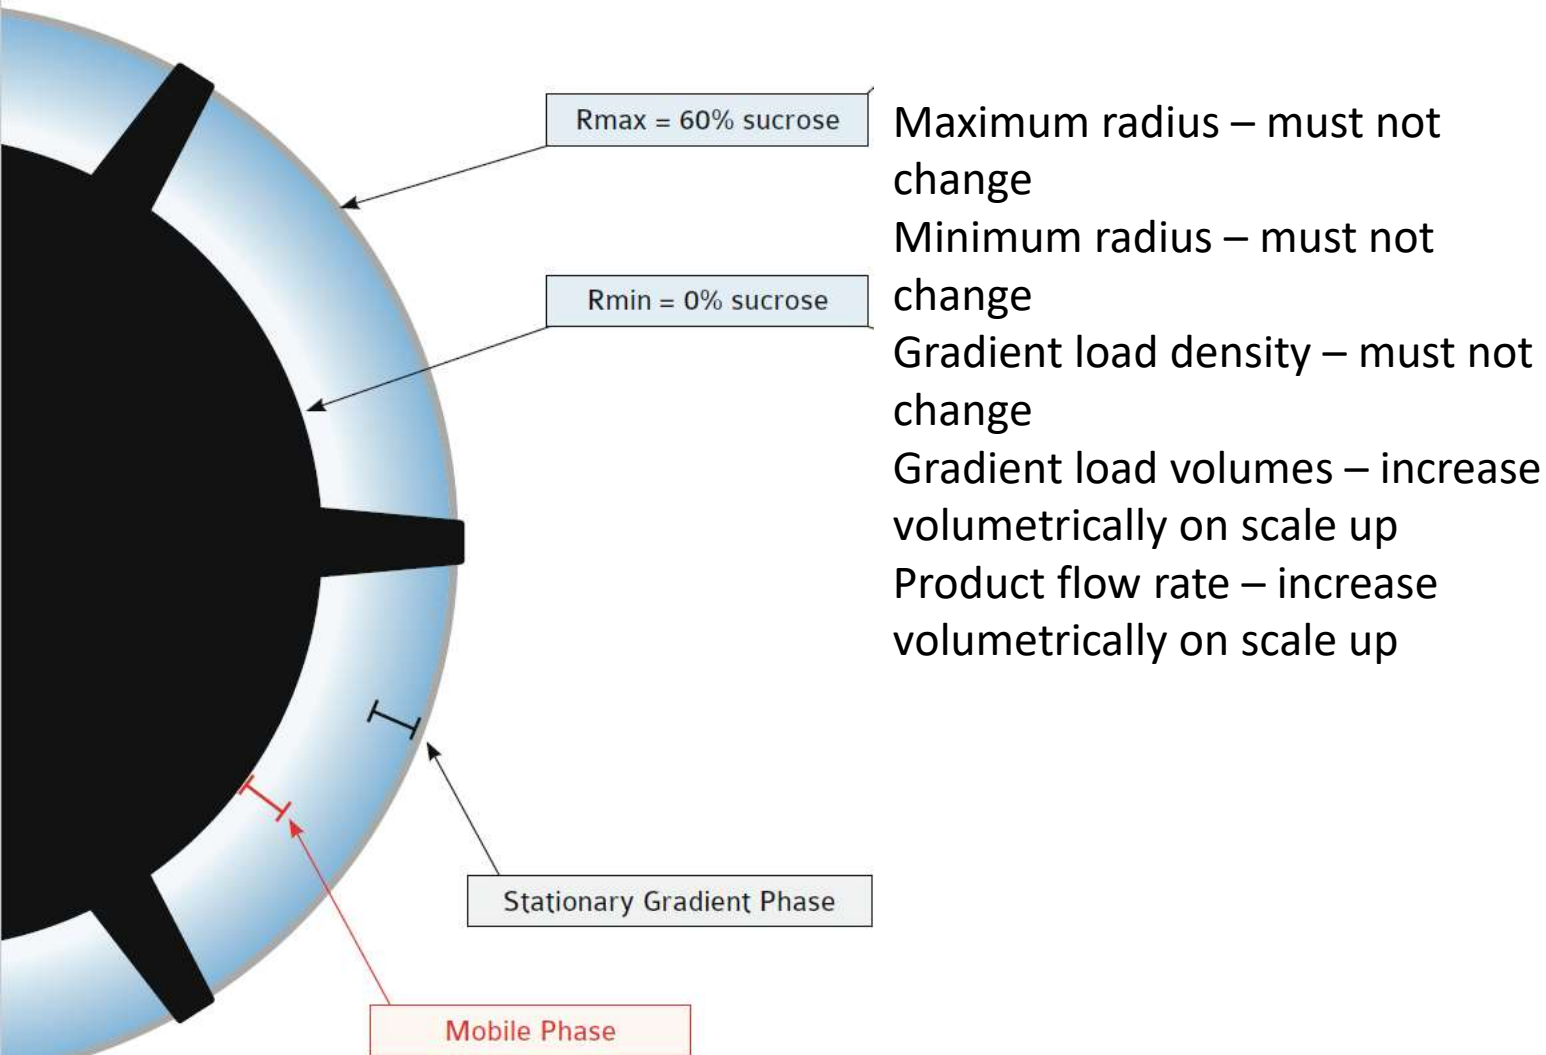 Rmax = 60% sucrose
Rmin = 0% sucrose
Stationary Gradient Phase
Mobile Phase
Maximum radius – must not
change
Minimum radius – must not
change
Gradient load density – must not
change
Gradient load volumes – increase
volumetrically on scale up
Product flow rate – increase
volumetrically on scale up